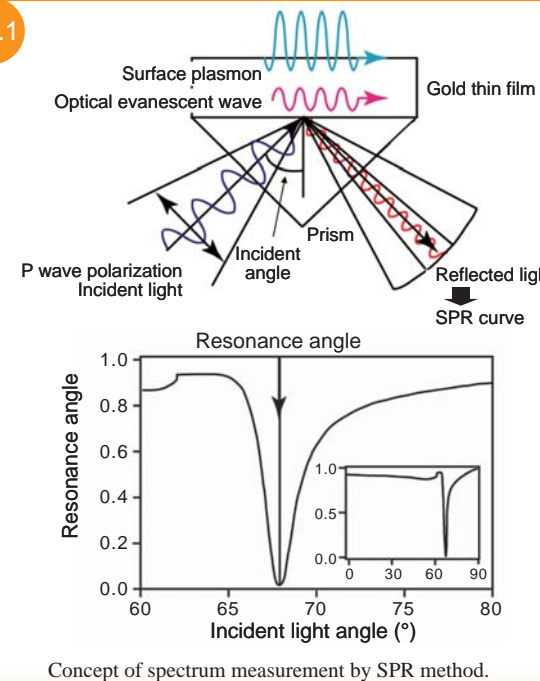 .1
Surface plasmon
Optical evanescent wave
Gold thin film
Prism
Incident
angle
P wave polarization
Incident light
Reflected ligh
SPR curve
Resonance angle
Resonance angle
1.0
0.8
0.6
0.4
0.2
0.0
60 65 70 75 80
Incident light angle (°)
1.0
0.5
0.0
0 30 60 90
Concept of spectrum measurement by SPR method.